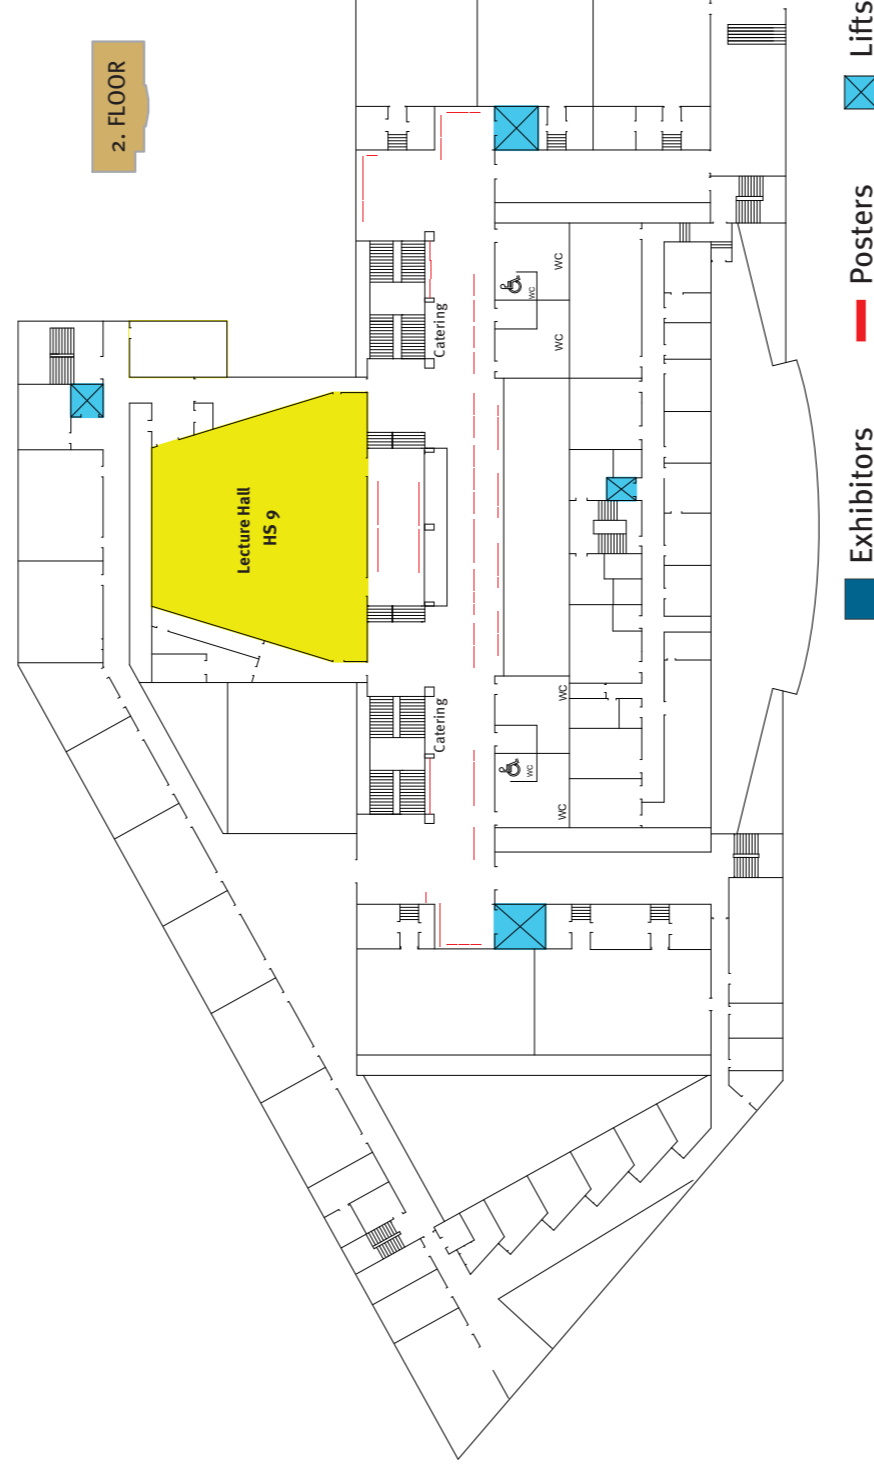 2. FLOOR
Lecture Hall
HS 9
Catering
Catering
WC
WC
WC
WC
WC
WC
Exhibitors
Posters
Lifts